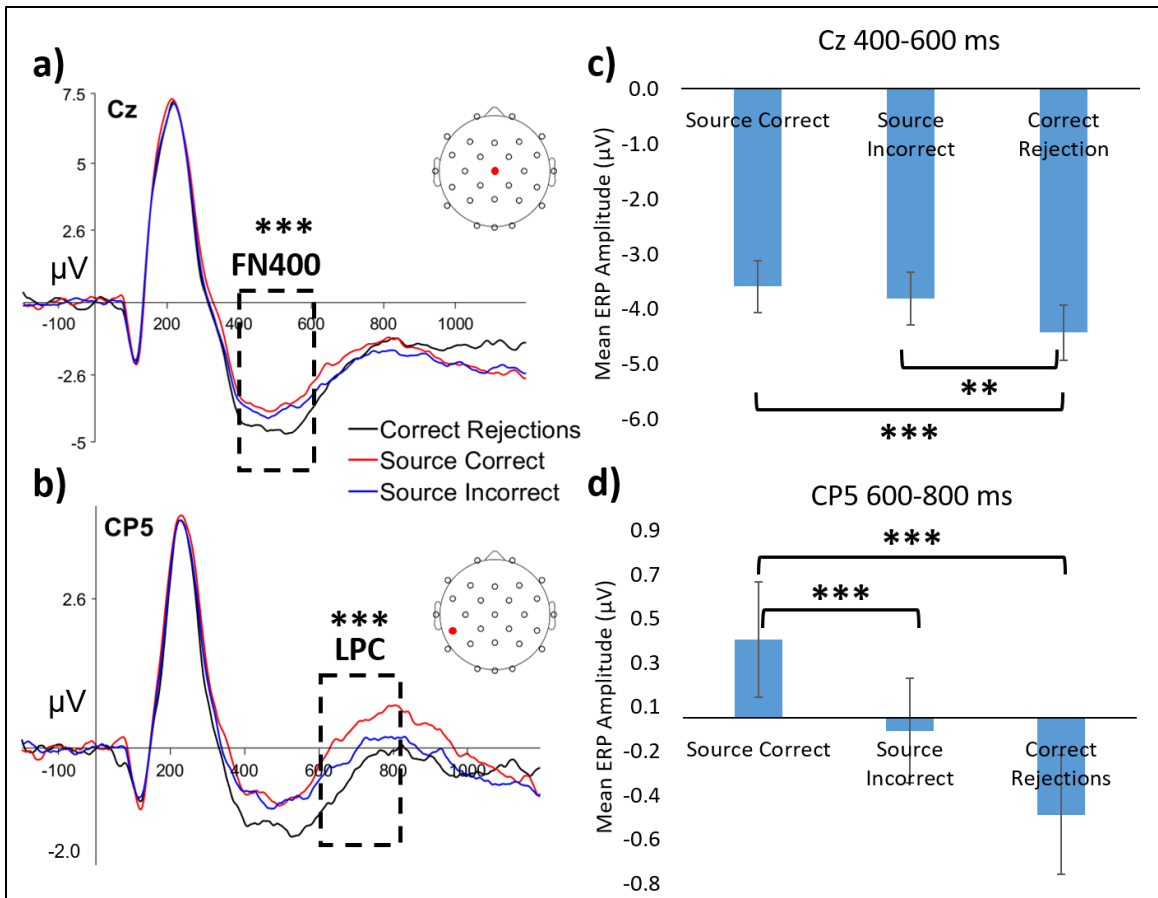 a)
Cz
7.5
5
2.6
µV
-100
200
400
600
800
1000
-2.6
-5
***
FN400
Correct Rejections
Source Correct
Source Incorrect
b)
CP5
2.6
µV
-100
200
400
600
800
1000
-2.0
***
LPC
c)
Cz 400-600 ms
Mean ERP Amplitude (µV)
0.0
-1.0
-2.0
-3.0
-4.0
-5.0
-6.0
Source Correct
Source
Incorrect
Correct
Rejection
**
***
d)
CP5 600-800 ms
Mean ERP Amplitude (µV)
0.9
0.7
0.5
0.3
0.1
-0.2
-0.4
-0.6
-0.8
***
***
Source Correct
Source
Incorrect
Correct
Rejections